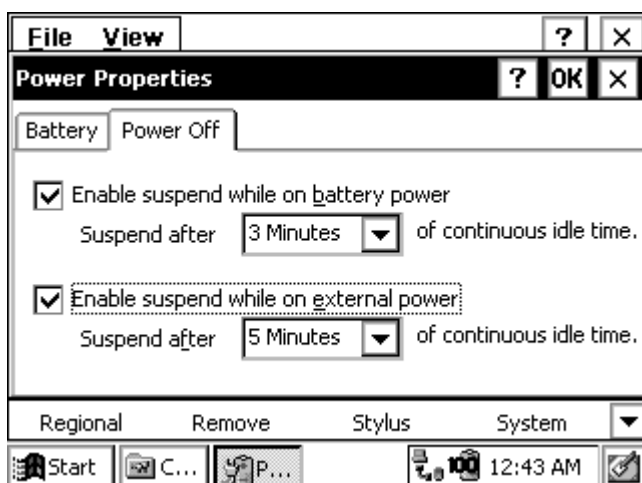 File View ? ×
Power Properties ? OK ×
Battery Power Off
Enable suspend while on battery power
Suspend after 3 Minutes of continuous idle time.
Enable suspend while on external power
Suspend after 5 Minutes of continuous idle time.
Regional Remove Stylus System
Start C... P... 100 12:43 AM